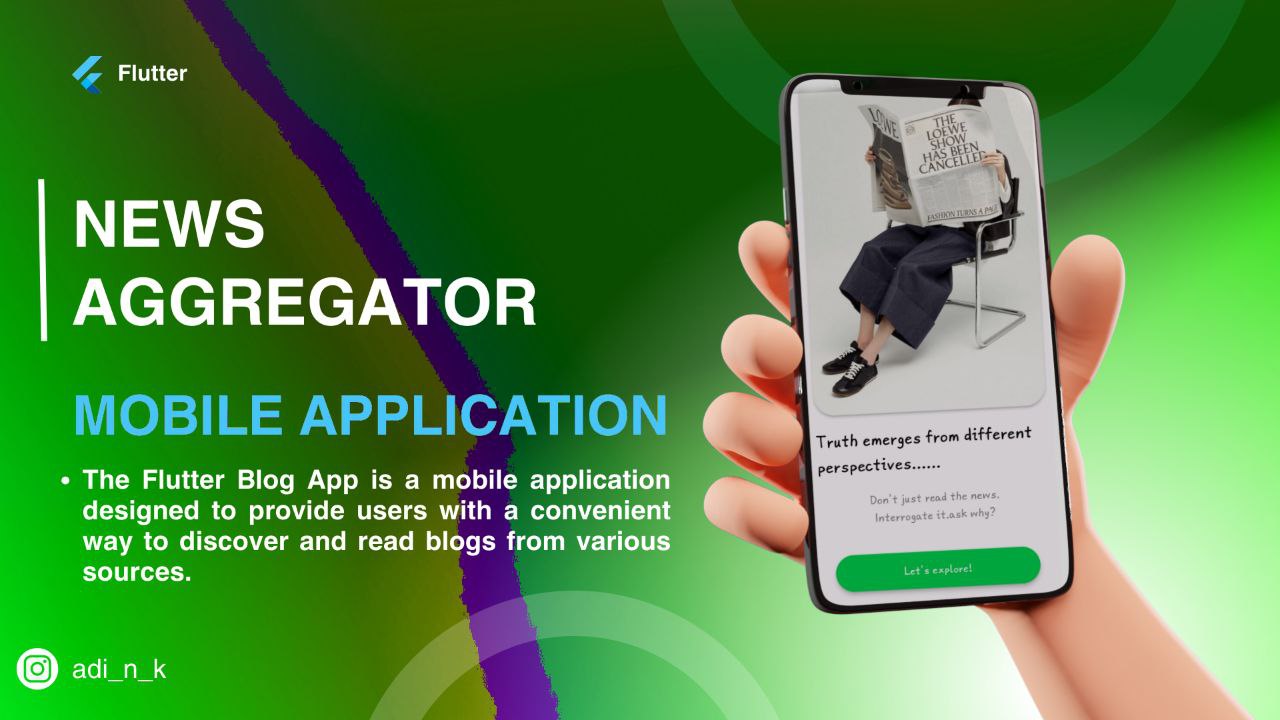 Flutter
NEWS
AGGREGATOR
MOBILE APPLICATION
• The Flutter Blog App is a mobile application
designed to provide users with a convenient
way to discover and read blogs from various
sources.
adi_n_k
LOEWE
THE
LOEWE
SHOW
HAS BEEN
CANCELLED
FASHION TURNS A PAGE
Truth emerges from different
perspectives......
Don't just read the news.
Interrogate it.ask why?
Let's explore!